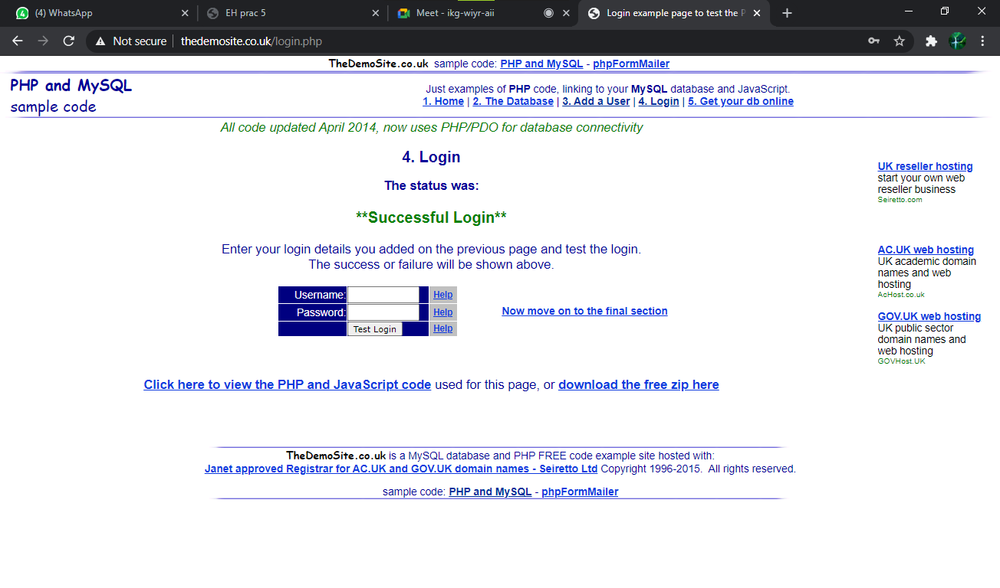 (4) WhatsApp
EH prac 5
Meet - ikg-wiyr-aii
Login example page to test the P
Not secure
thedemosite.co.uk/login.php
TheDemoSite.co.uk sample code: PHP and MySQL - phpFormMailer
PHP and MySQL
sample code
Just examples of PHP code, linking to your MySQL database and JavaScript.
1. Home | 2. The Database | 3. Add a User | 4. Login | 5. Get your db online
All code updated April 2014, now uses PHP/PDO for database connectivity
4. Login
The status was:
**Successful Login**
Enter your login details you added on the previous page and test the login.
The success or failure will be shown above.
Username: Help
Password: Help
Test Login Help
Now move on to the final section
Click here to view the PHP and JavaScript code used for this page, or download the free zip here
UK reseller hosting
start your own web
reseller business
Seiretto.com
AC.UK web hosting
UK academic domain
names and web
hosting
AcHost.co.uk
GOV.UK web hosting
UK public sector
domain names and
web hosting
GOVHost.UK
TheDemoSite.co.uk is a MySQL database and PHP FREE code example site hosted with:
Janet approved Registrar for AC.UK and GOV.UK domain names - Seiretto Ltd Copyright 1996-2015. All rights reserved.
sample code: PHP and MySQL - phpFormMailer